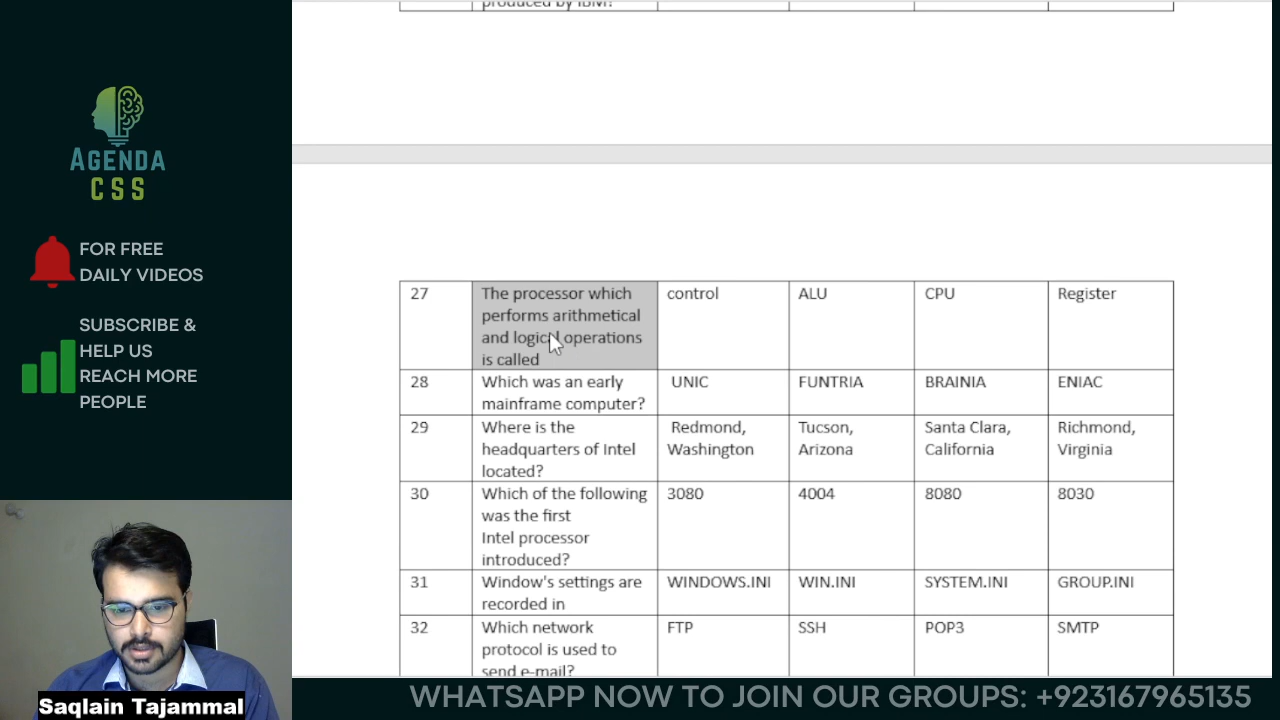 produced by IBM?
AGENDA
CSS
FOR FREE
DAILY VIDEOS
SUBSCRIBE &
HELP US
REACH MORE
PEOPLE
27 The processor which control ALU CPU Register
performs arithmetical
and logical operations
is called
28 Which was an early UNIC FUNTRIA BRAINIA ENIAC
mainframe computer?
29 Where is the Redmond, Tucson, Santa Clara, Richmond,
headquarters of Intel Washington Arizona California Virginia
located?
30 Which of the following 3080 4004 8080 8030
was the first
Intel processor
introduced?
31 Window's settings are WINDOWS.INI WIN.INI SYSTEM.INI GROUP.INI
recorded in
32 Which network FTP SSH POP3 SMTP
protocol is used to
send e-mail?
Saqlain Tajammal
WHATSAPP NOW TO JOIN OUR GROUPS: +923167965135